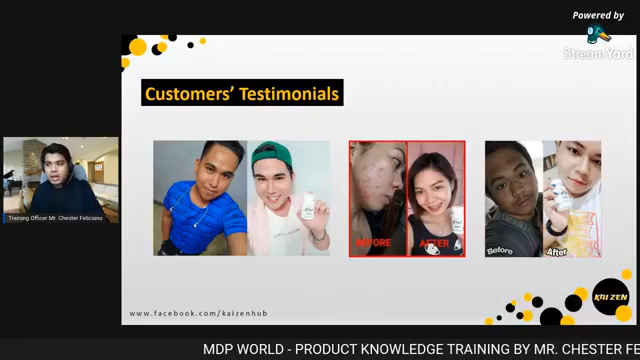 Powered by
StreamYard
Customers' Testimonials
BEFORE
AFTER
Before
After
Training Officer Mr. Chester Feliciano
www.facebook.com/kaizenhub
KAIZEN
MDP WORLD - PRODUCT KNOWLEDGE TRAINING BY MR. CHESTER FE